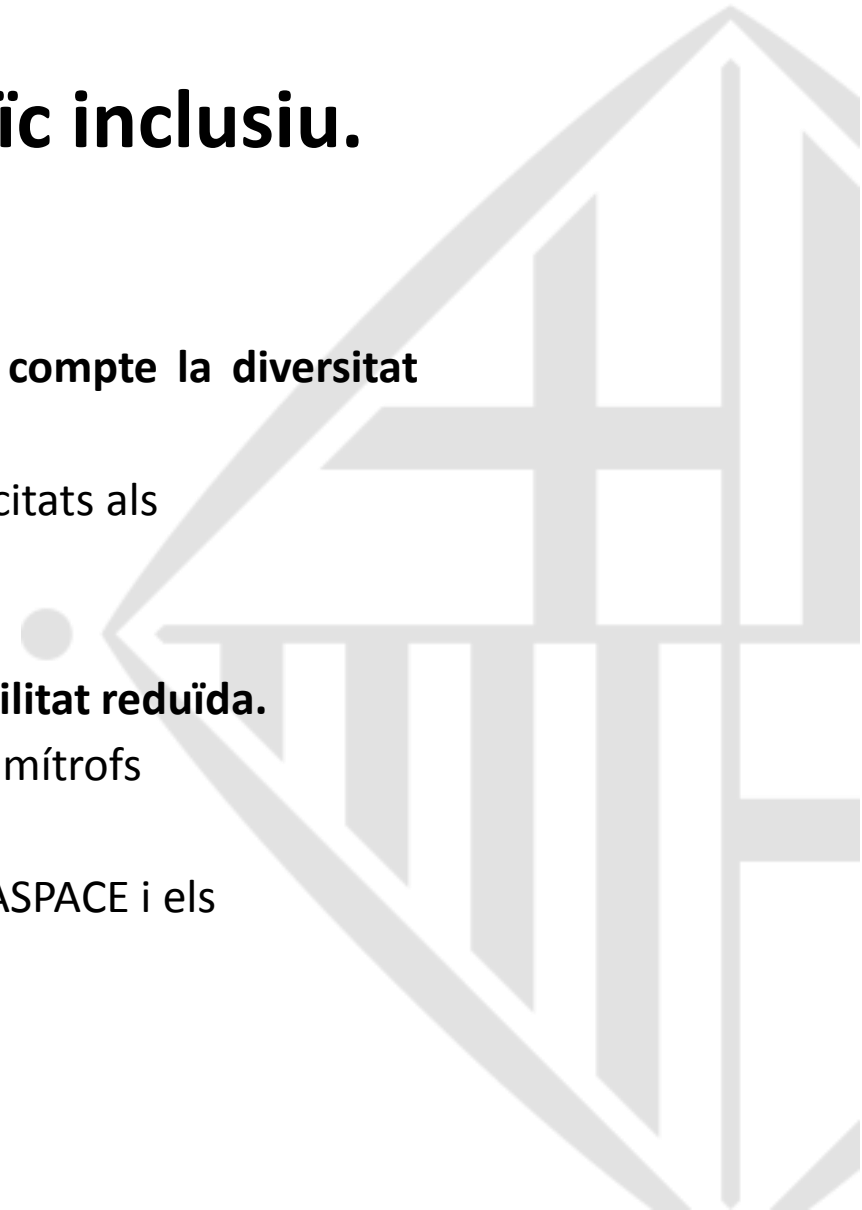 ïc inclusiu.
compte la diversitat
citats als
ilitat reduïda.
mítrofs
ASPACE i els